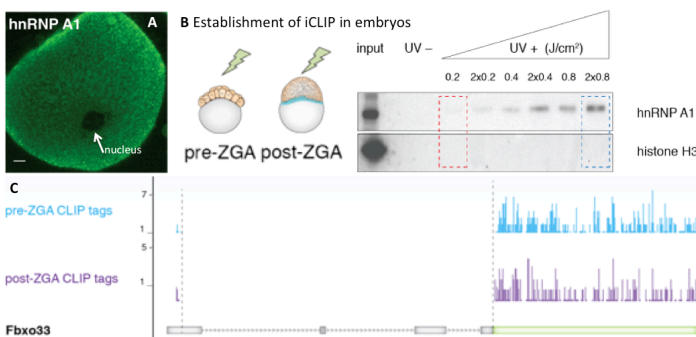 hnRNP A1
A
nucleus
B Establishment of iCLIP in embryos
pre-ZGA post-ZGA
input UV – UV + (J/cm²)
0.2 2x0.2 0.4 2x0.4 0.8 2x0.8
hnRNP A1
histone H3
C
7
pre-ZGA CLIP tags
1
5
post-ZGA CLIP tags
1
Fbxo33